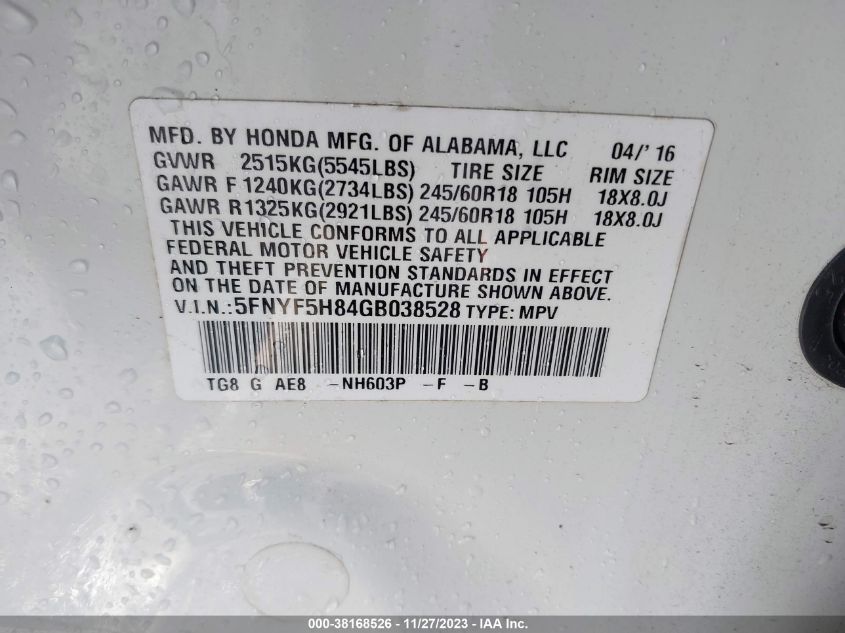 MFD. BY HONDA MFG. OF ALABAMA, LLC 04/' 16
GVWR 2515KG(5545LBS) TIRE SIZE RIM SIZE
GAWR F 1240KG(2734LBS) 245/60R18 105H 18X8.0J
GAWR R1325KG(2921LBS) 245/60R18 105H 18X8.0J
THIS VEHICLE CONFORMS TO ALL APPLICABLE
FEDERAL MOTOR VEHICLE SAFETY
AND THEFT PREVENTION STANDARDS IN EFFECT
ON THE DATE OF MANUFACTURE SHOWN ABOVE.
V.I.N.:5FNYF5H84GB038528 TYPE: MPV
TG8 G AE8 -NH603P -F -B
000-38168526 - 11/27/2023 - IAA Inc.